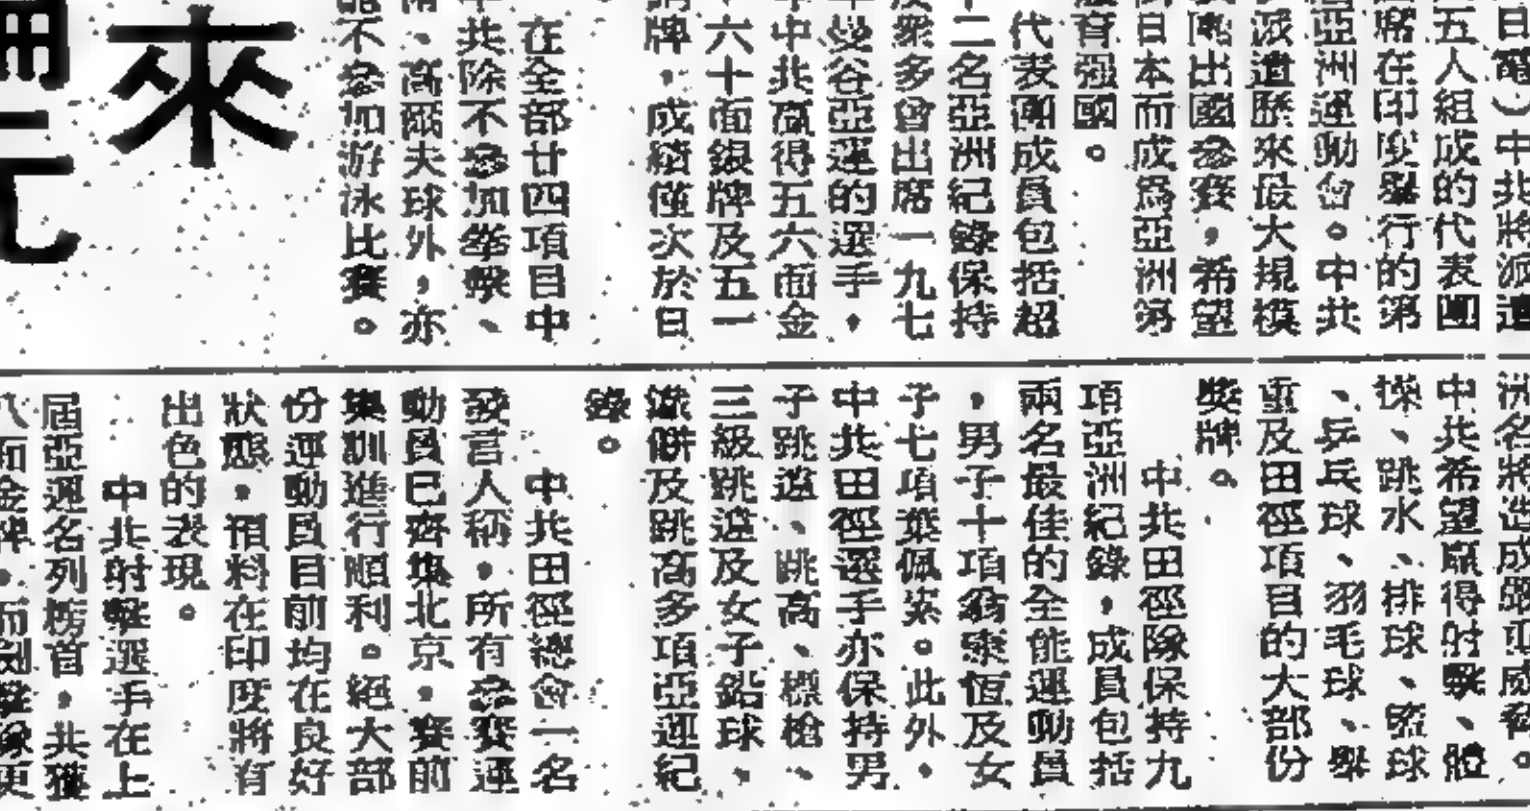 日電）中共將派遣
五人組成的代表團
席在印度舉行的第
亞洲運動會。中共
派遣歷來最大規模
團出國參賽，希望
日本而成爲亞洲第
育强國。
代表團成員包括超
十二名亞洲紀錄保持
衆多曾出席一九七
曼谷亞運的選手，
中共贏得五六面金
六十面銀牌及五一
牌，成績僅次於日
在全部廿四項目中
中共除不參加拳擊、
高爾夫球外，亦
不參加游泳比賽。
來
元
洲名將造成嚴重威脅。
中共希望贏得射擊、體
操、跳水、排球、籃球
、乒乓球、羽毛球、舉
重及田徑項目的大部份
獎牌。
中共田徑隊保持九
項亞洲紀錄，成員包括
兩名最佳的全能運動員
，男子十項翁康恆及女
子七項葉佩素。此外，
中共田徑選手亦保持男
子跳遠、跳高、標槍、
三級跳遠及女子鉛球、
鐵餅及跳高多項亞運紀
錄。
中共田徑總會一名
發言人稱，所有參賽運
動員已齊集北京，賽前
集訓進行順利。絕大部
份運動員目前均在良好
狀態，預料在印度將有
出色的表現。
中共射擊選手在上
屆亞運名列榜首，共獲
八面金牌，而射擊隊更